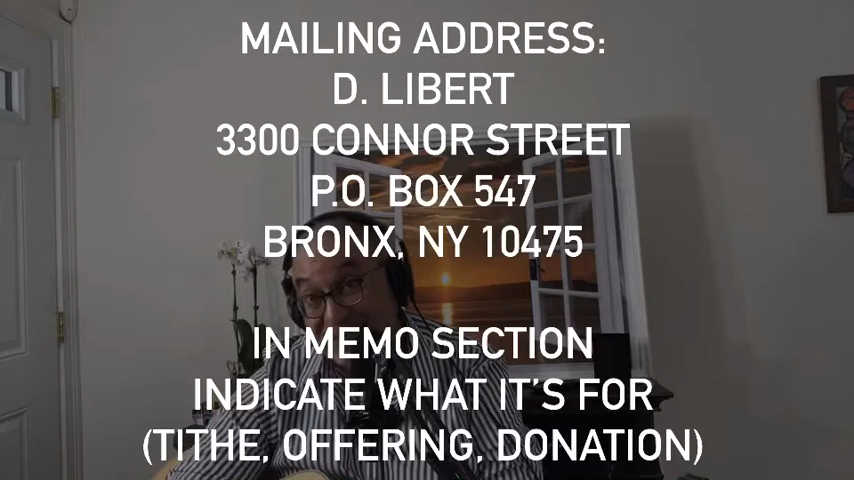 MAILING ADDRESS:
D. LIBERT
3300 CONNOR STREET
P.O. BOX 547
BRONX, NY 10475
IN MEMO SECTION
INDICATE WHAT IT'S FOR
(TITHE, OFFERING, DONATION)